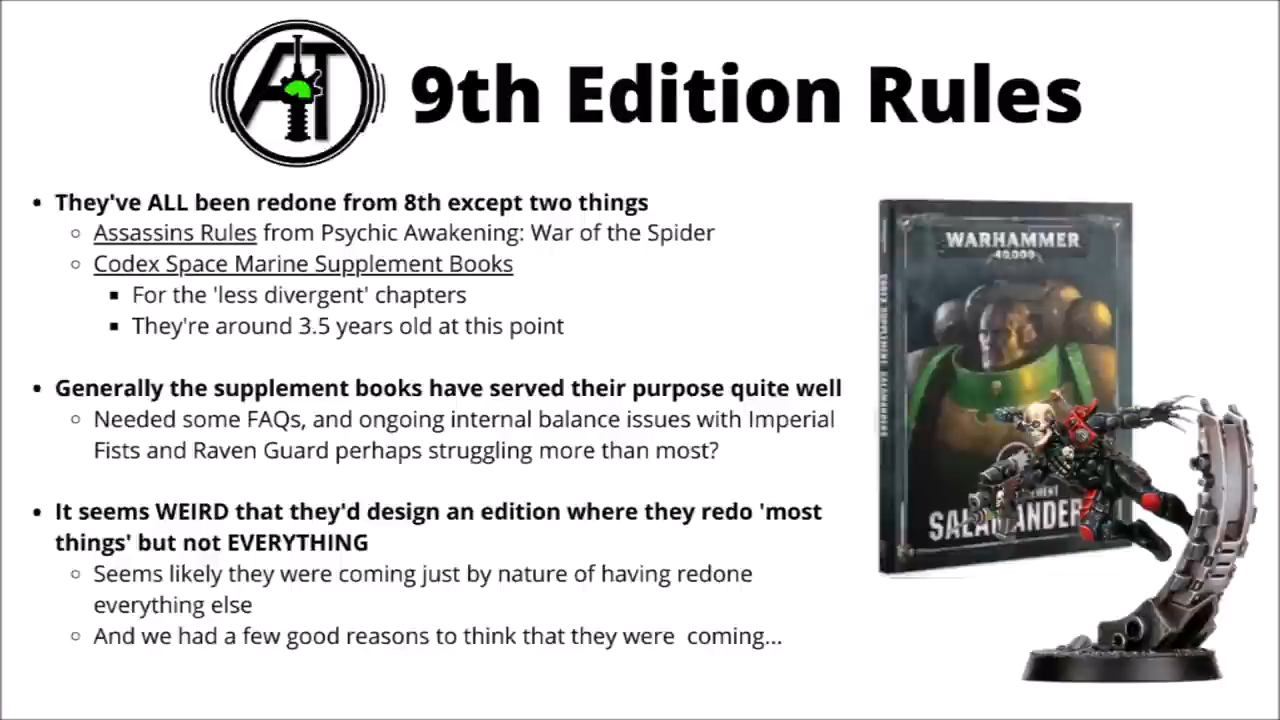 AT
9th Edition Rules
They've ALL been redone from 8th except two things
Assassins Rules from Psychic Awakening: War of the Spider
Codex Space Marine Supplement Books
For the 'less divergent' chapters
They're around 3.5 years old at this point
Generally the supplement books have served their purpose quite well
Needed some FAQs, and ongoing internal balance issues with Imperial
Fists and Raven Guard perhaps struggling more than most?
It seems WEIRD that they'd design an edition where they redo 'most
things' but not EVERYTHING
Seems likely they were coming just by nature of having redone
everything else
And we had a few good reasons to think that they were  coming...
WARHAMMER
40,000